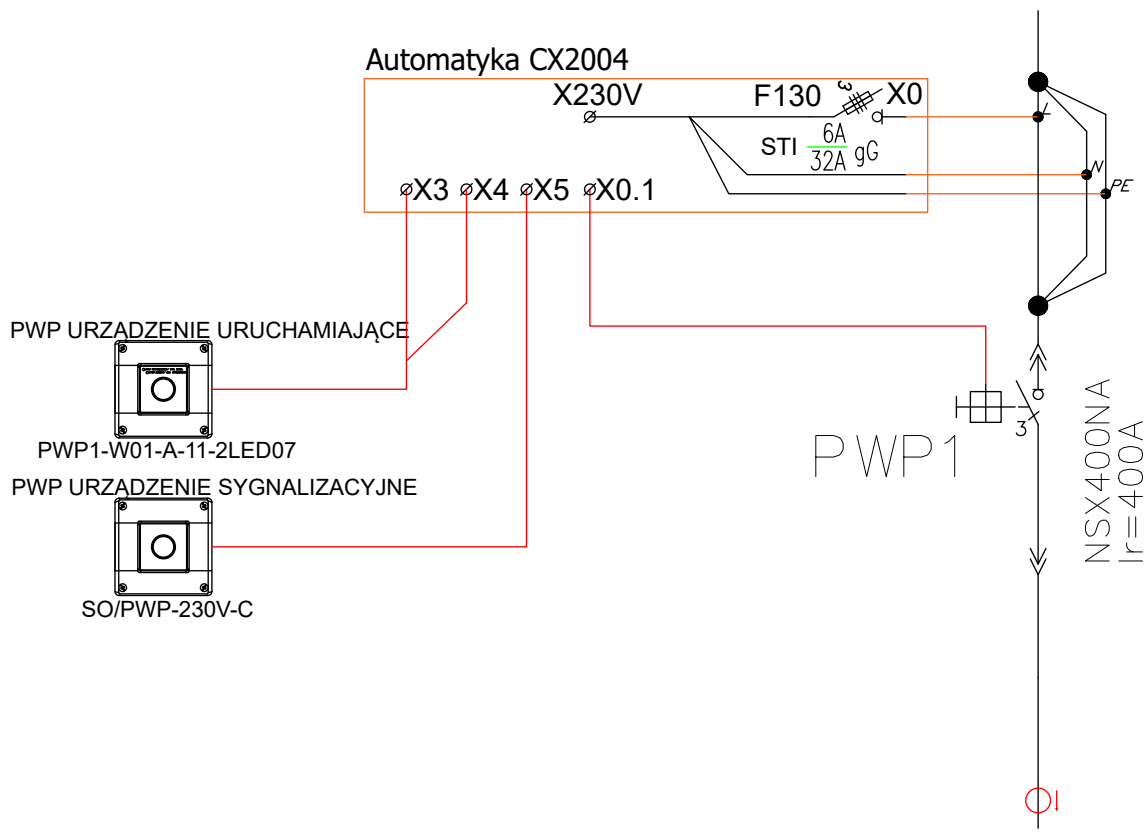 Automatyka CX2004
X230V
F130
3
X0
L
STI
6A
32A
gG
N
PE
X3
X4
X5
X0.1
PWP URZĄDZENIE URUCHAMIAJĄCE
PWP1-W01-A-11-2LED07
PWP URZĄDZENIE SYGNALIZACYJNE
SO/PWP-230V-C
PWP1
3
NSX400NA
Ir=400A